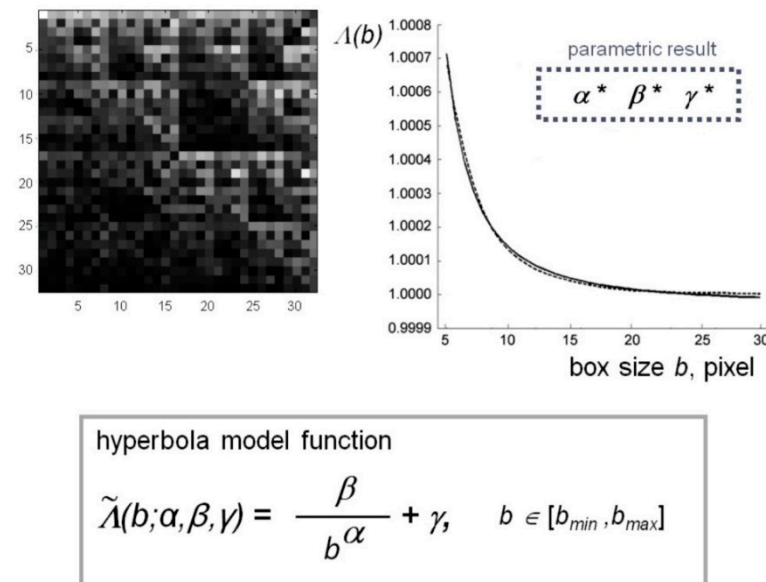 5
10
15
20
25
30
5 10 15 20 25 30
Λ(b)
1.0008
1.0007
1.0006
1.0005
1.0004
1.0003
1.0002
1.0001
1.0000
0.9999
5 10 15 20 25 30
box size b, pixel
parametric result
α* β* γ*
hyperbola model function
Λ̃(b;α,β,γ) = β / b^α + γ, b ∈ [b_min, b_max]